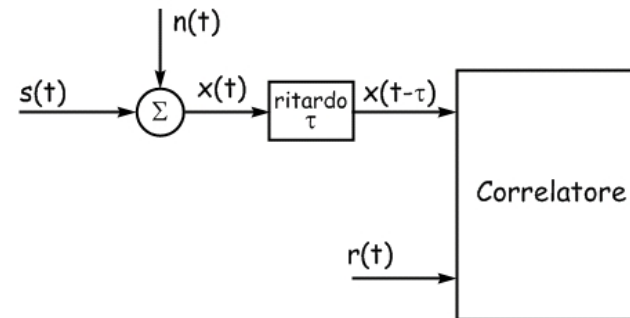 n(t)
s(t)
Σ
x(t)
ritardo
τ
x(t-τ)
Correlatore
r(t)